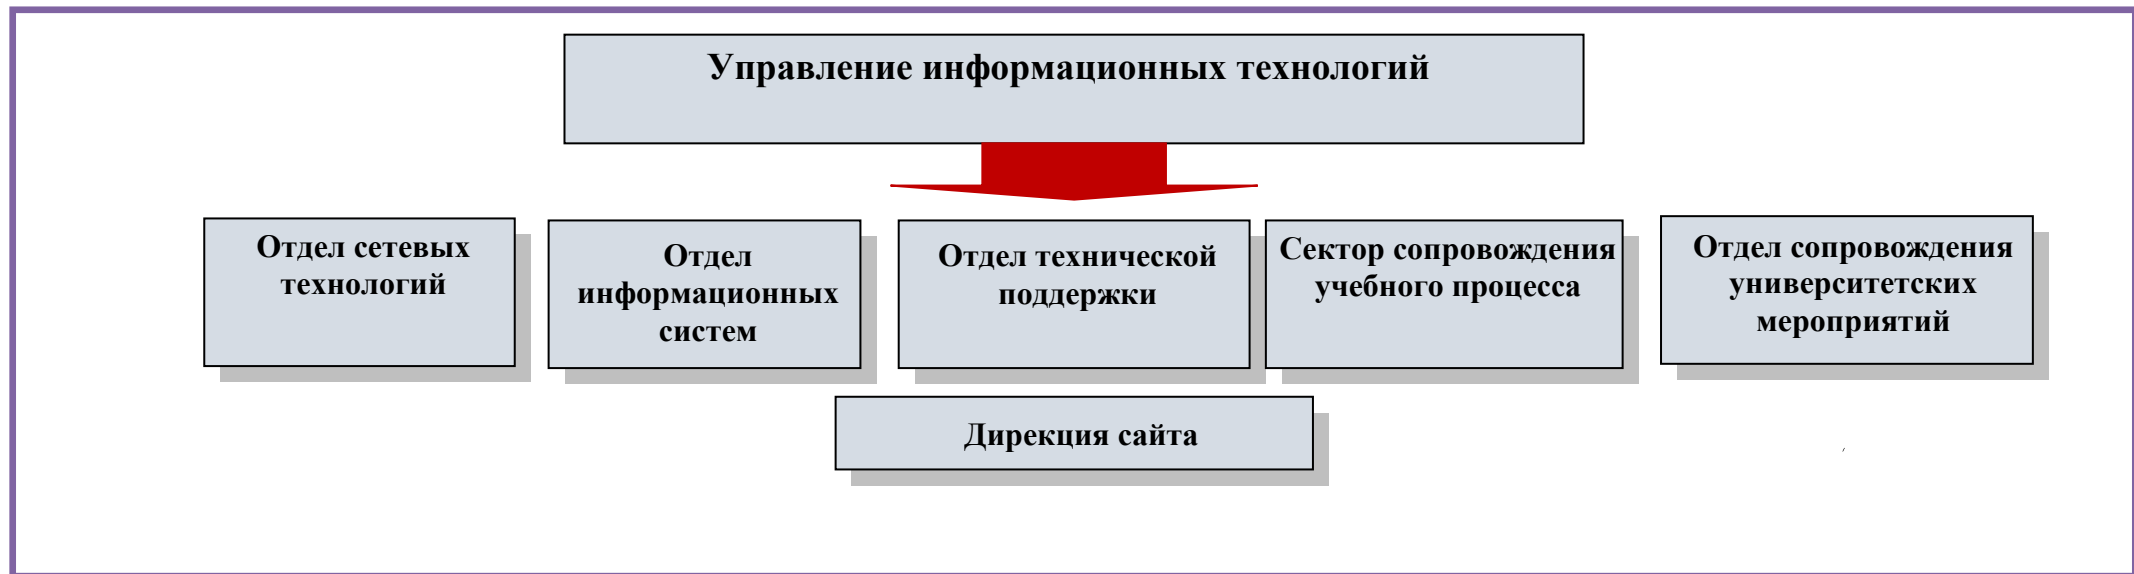 Управление информационных технологий
Отдел сетевых
технологий
Отдел
информационных
систем
Отдел технической
поддержки
Сектор сопровождения
учебного процесса
Отдел сопровождения
университетских
мероприятий
Дирекция сайта